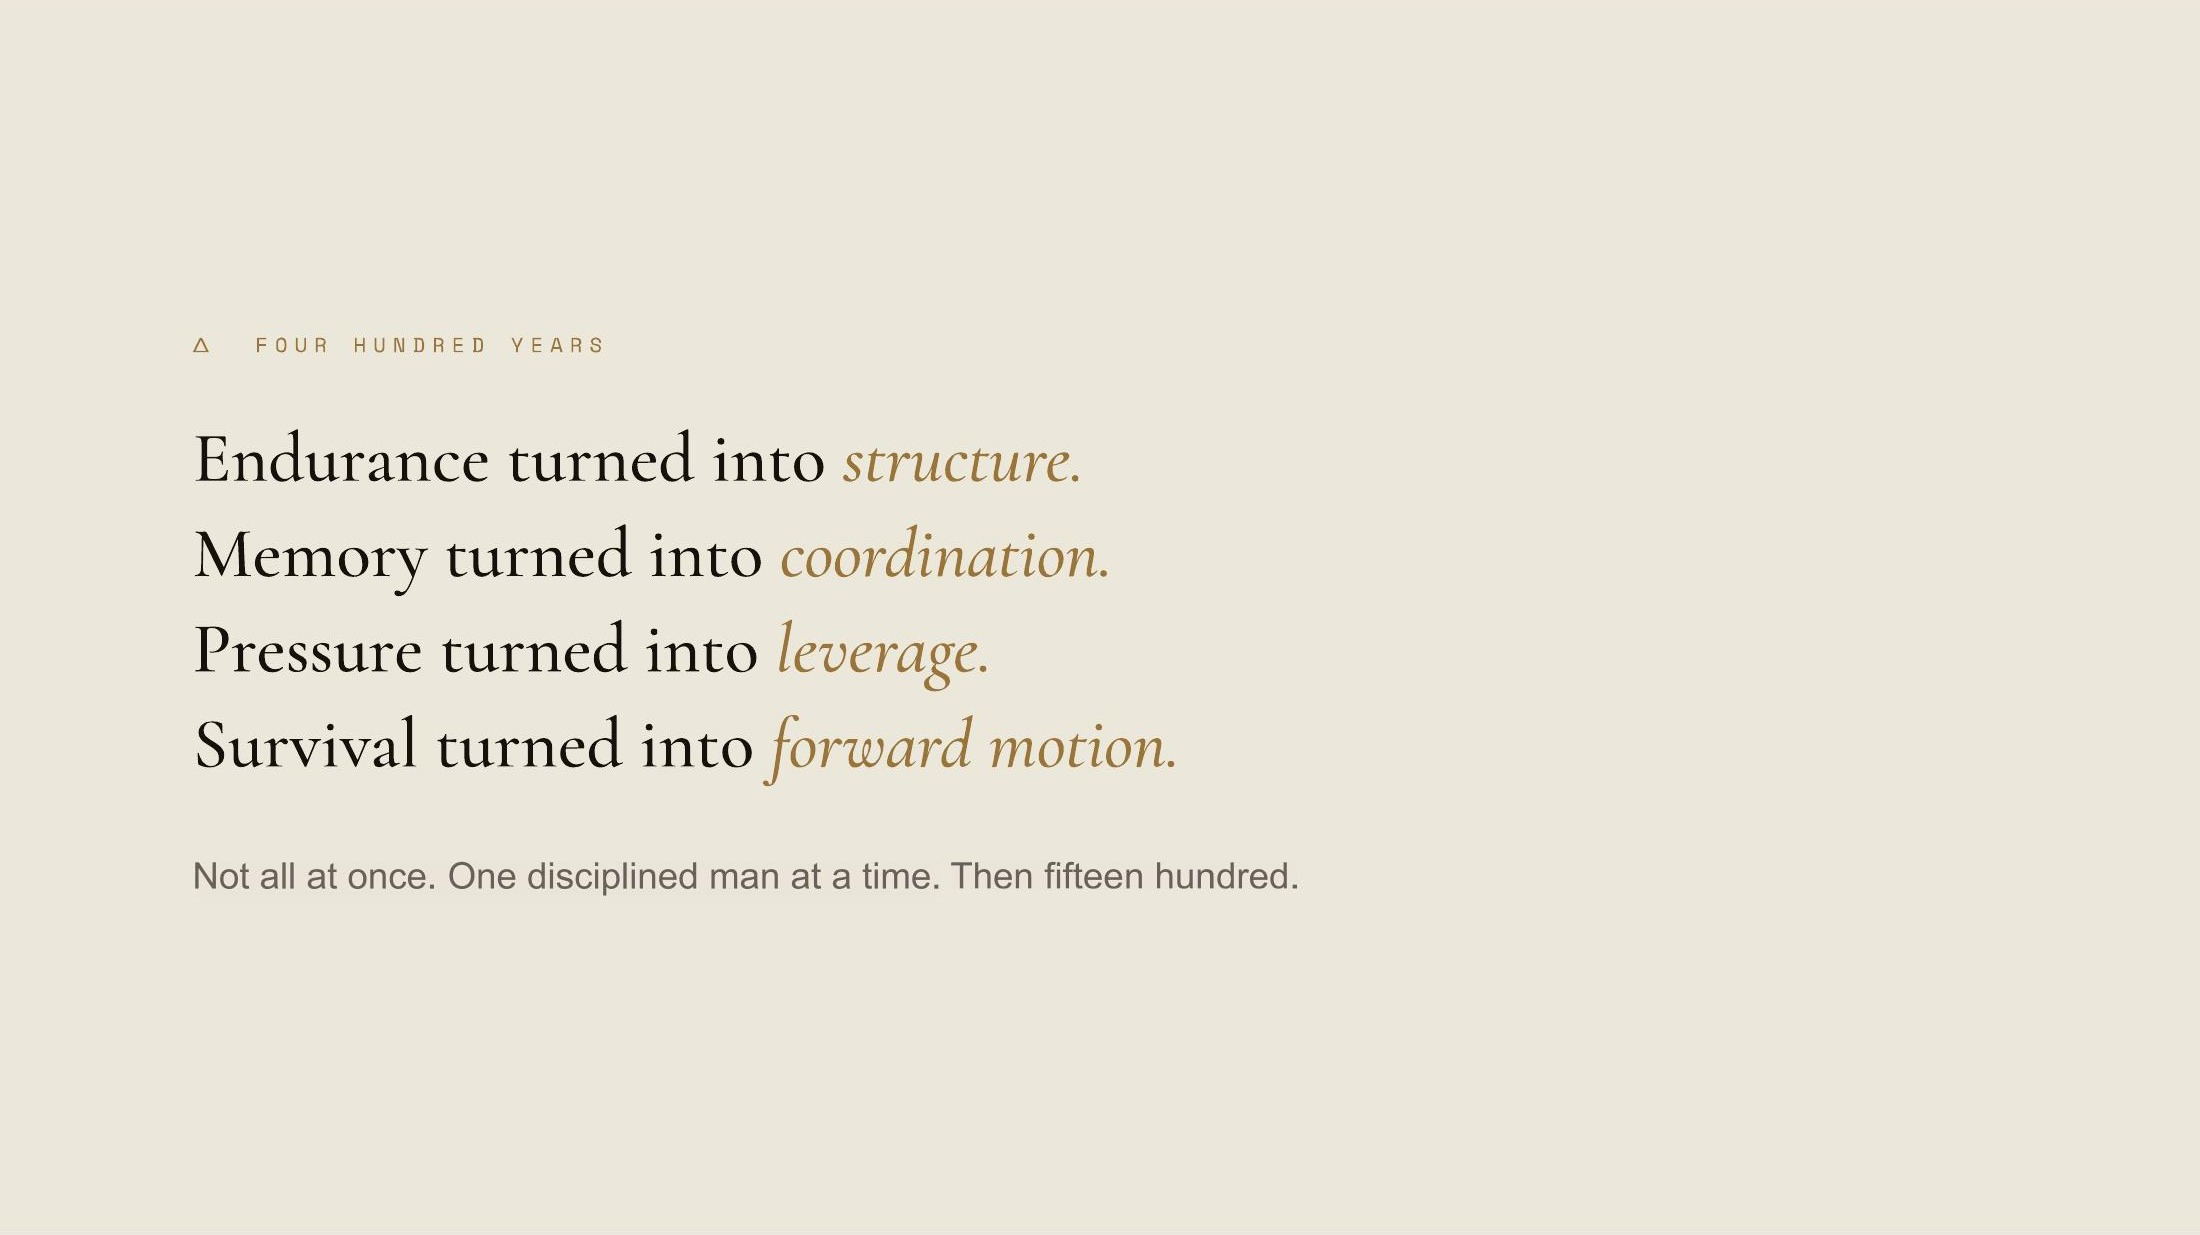 Δ FOUR HUNDRED YEARS
Endurance turned into structure.
Memory turned into coordination.
Pressure turned into leverage.
Survival turned into forward motion.
Not all at once. One disciplined man at a time. Then fifteen hundred.